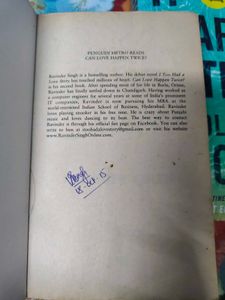 PENGUIN METRO READS
CAN LOVE HAPPEN TWICE?
Ravinder Singh is a bestselling author. His debut novel I Too Had a
Love Story has touched millions of hearts. Can Love Happen Twice?
is his second book. After spending most of his life in Burla, Orissa,
Ravinder has finally settled down in Chandigarh. Having worked as
a computer engineer for several years at some of India's prominent
IT companies, Ravinder is now pursuing his MBA at the
world-renowned Indian School of Business, Hyderabad. Ravinder
loves playing snooker in his free time. He is crazy about Punjabi
music and loves dancing to its beat. The best way to contact
Ravinder is through his official fan page on Facebook. You can also
write to him at itoohadalovestory@gmail.com or visit his website
www.RavinderSinghOnline.com.